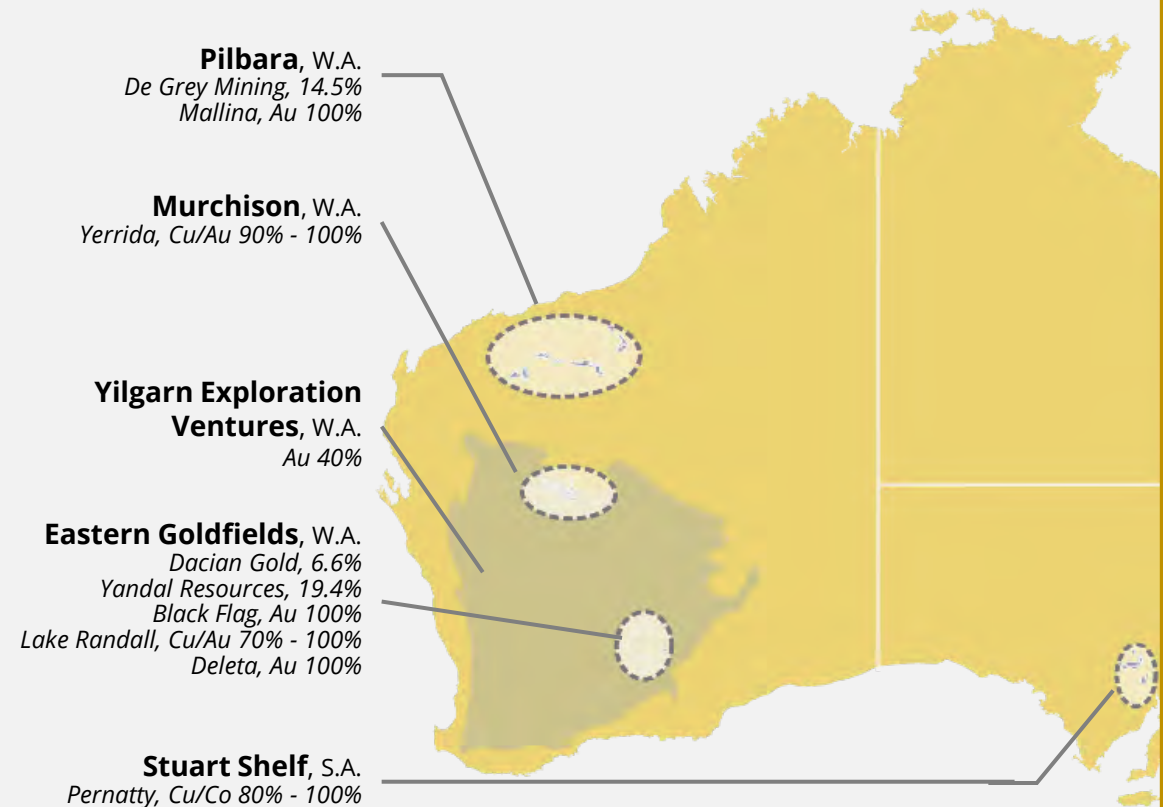 Pilbara, W.A.
De Grey Mining, 14.5%
Mallina, Au 100%
Murchison, W.A.
Yerrida, Cu/Au 90% - 100%
Yilgarn Exploration
Ventures, W.A.
Au 40%
Eastern Goldfields, W.A.
Dacian Gold, 6.6%
Yandal Resources, 19.4%
Black Flag, Au 100%
Lake Randall, Cu/Au 70% - 100%
Deleta, Au 100%
Stuart Shelf, S.A.
Pernatty, Cu/Co 80% - 100%